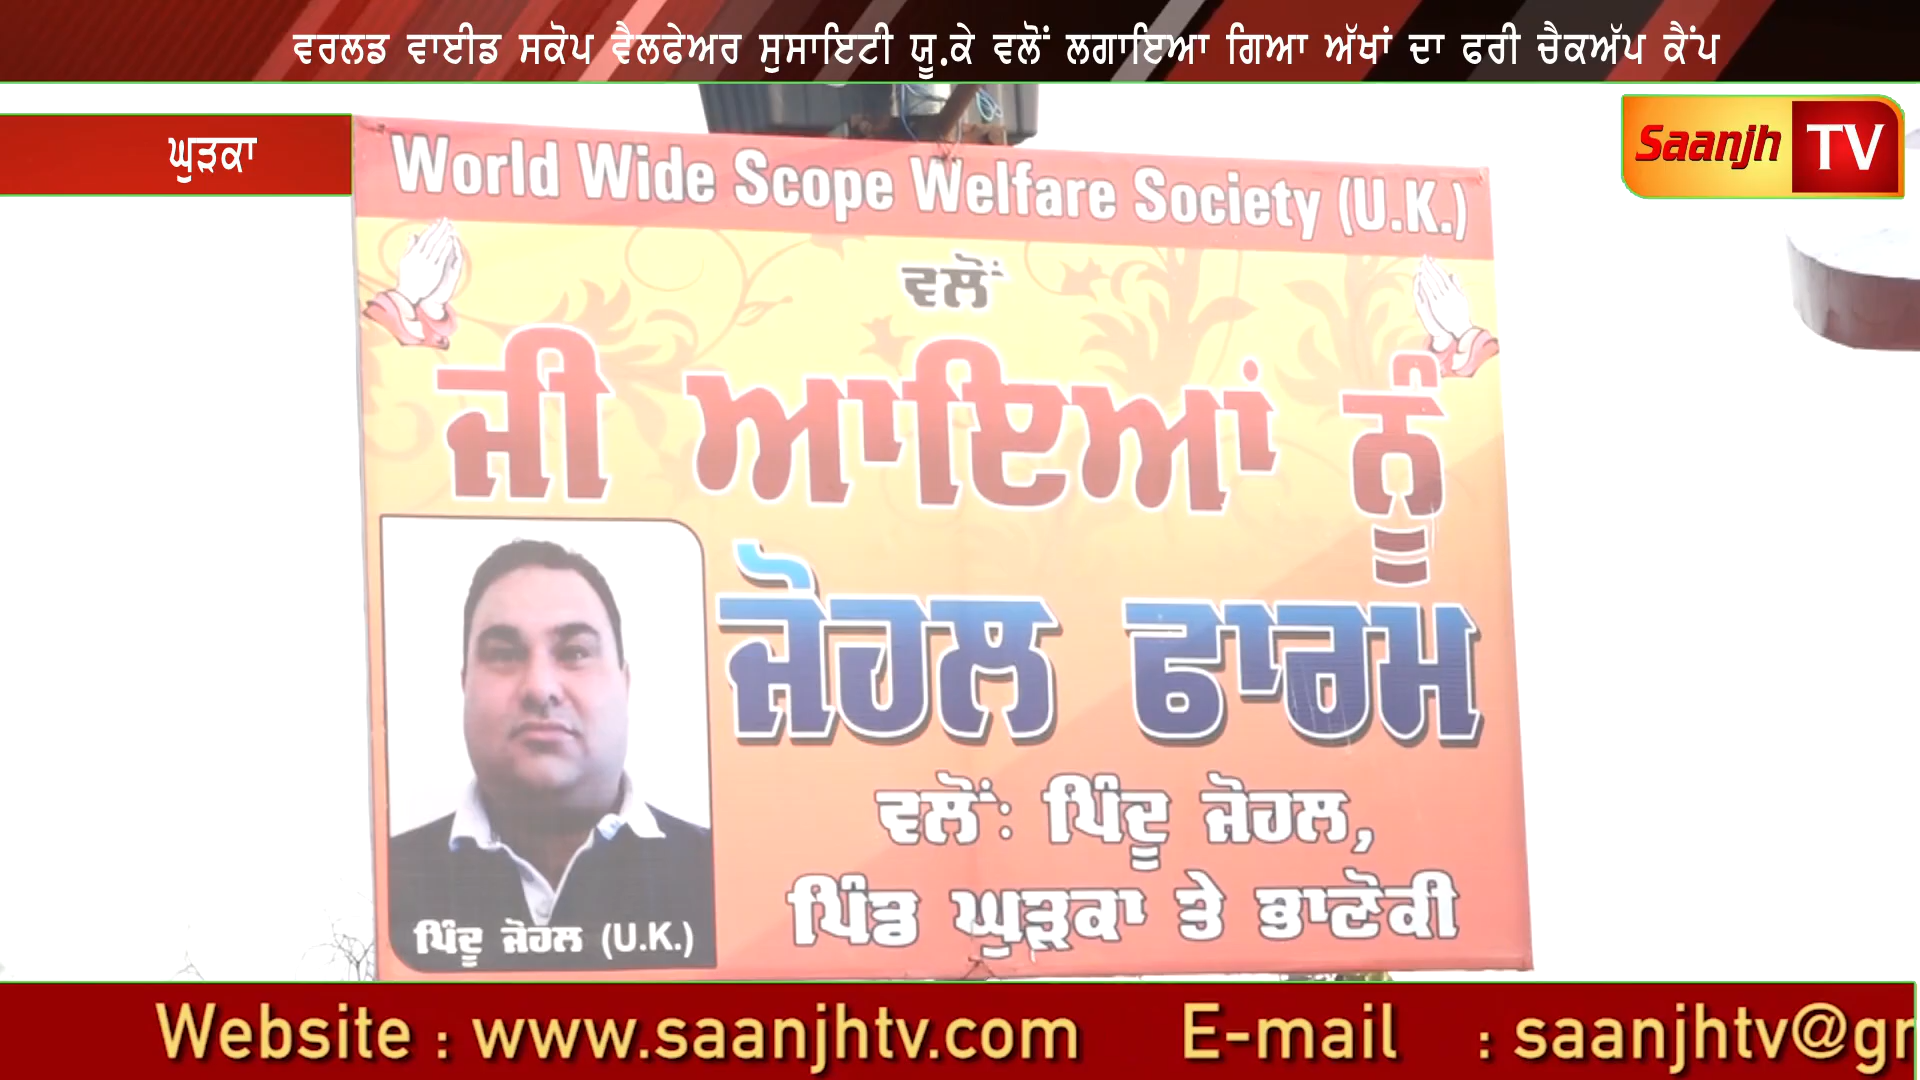 ਵਰਲਡ ਵਾਈਡ ਸਕੋਪ ਵੈਲਫੇਅਰ ਸੁਸਾਇਟੀ ਯੂ.ਕੇ ਵਲੋਂ ਲਗਾਇਆ ਗਿਆ ਅੱਖਾਂ ਦਾ ਫਰੀ ਚੈਕਅੱਪ ਕੈਂਪ
ਘੁੜਕਾ
Saanjh TV
World Wide Scope Welfare Society (U.K.)
ਵਲੋਂ
ਜੀ ਆਇਆਂ ਨੂੰ
ਜੋਹਲ ਫਾਰਮ
ਵਲੋਂ: ਪਿੰਦੂ ਜੋਹਲ,
ਪਿੰਡ ਘੁੜਕਾ ਤੇ ਭਾਣੋਕੀ
ਪਿੰਦੂ ਜੋਹਲ (U.K.)
Website : www.saanjhtv.com E-mail : saanjhtv@gr